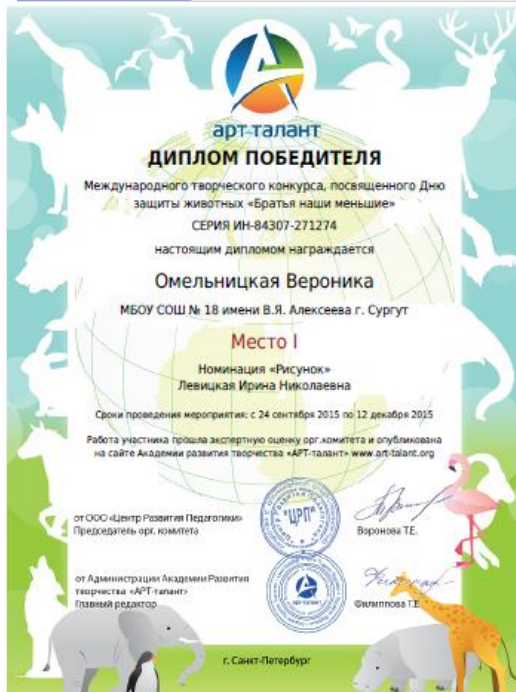 арт-талант
ДИПЛОМ ПОБЕДИТЕЛЯ
Международного творческого конкурса, посвященного Дню
защиты животных «Братья наши меньшие»
СЕРИЯ ИН-84307-271274
настоящим дипломом награждается
Омельницкая Вероника
МБОУ СОШ № 18 имени В.Я. Алексеева г. Сургут
Место I
Номинация «Рисунок»
Левицкая Ирина Николаевна
Сроки проведения мероприятия: с 24 сентября 2015 по 12 декабря 2015
Работа участника прошла экспертную оценку орг.комитета и опубликована
на сайте Академии развития творчества «АРТ-талант» www.art-talant.org
от ООО «Центр Развития Педагогики»
Председатель орг. комитета
"ЦРП"
Воронова Т.Е.
от Администрации Академии Развития
творчества «АРТ-талант»
Главный редактор
арт-талант
Филиппова Т.Е.
г. Санкт-Петербург